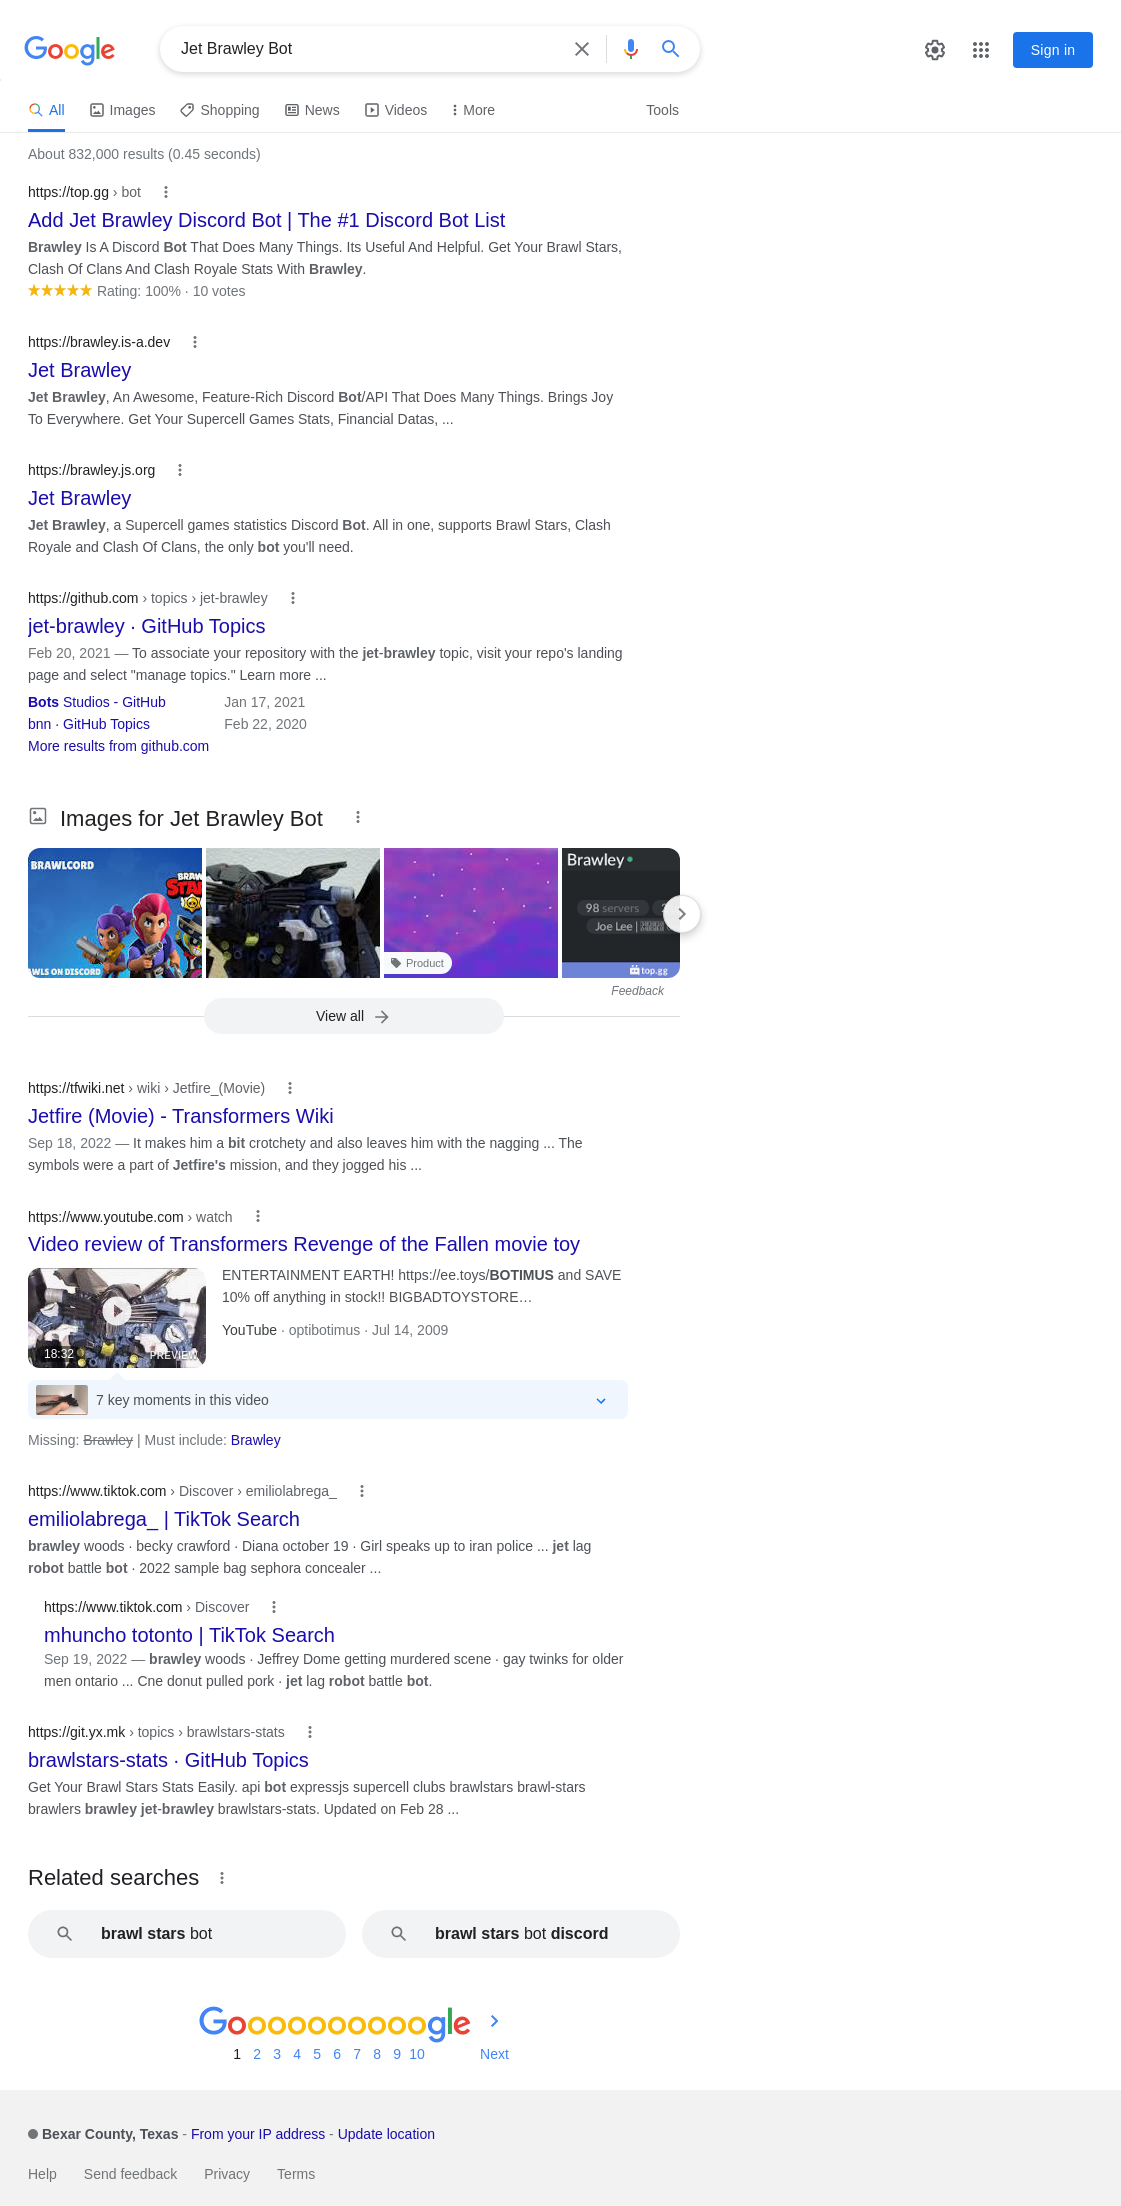 Google
Jet Brawley Bot
Sign in
All
Images
Shopping
News
Videos
More
Tools
About 832,000 results (0.45 seconds)
https://top.gg › bot
Add Jet Brawley Discord Bot | The #1 Discord Bot List
Brawley Is A Discord Bot That Does Many Things. Its Useful And Helpful. Get Your Brawl Stars,
Clash Of Clans And Clash Royale Stats With Brawley.
Rating: 100% · 10 votes
https://brawley.is-a.dev
Jet Brawley
Jet Brawley, An Awesome, Feature-Rich Discord Bot/API That Does Many Things. Brings Joy
To Everywhere. Get Your Supercell Games Stats, Financial Datas, ...
https://brawley.js.org
Jet Brawley
Jet Brawley, a Supercell games statistics Discord Bot. All in one, supports Brawl Stars, Clash
Royale and Clash Of Clans, the only bot you'll need.
https://github.com › topics › jet-brawley
jet-brawley · GitHub Topics
Feb 20, 2021 — To associate your repository with the jet-brawley topic, visit your repo's landing
page and select "manage topics." Learn more ...
Bots Studios - GitHub Jan 17, 2021
bnn · GitHub Topics Feb 22, 2020
More results from github.com
Images for Jet Brawley Bot
BRAWLCORD
BRAW
STAR
AWLS ON DISCORD
Product
Brawley
98 servers
Joe Lee |
top.gg
Feedback
View all
https://tfwiki.net › wiki › Jetfire_(Movie)
Jetfire (Movie) - Transformers Wiki
Sep 18, 2022 — It makes him a bit crotchety and also leaves him with the nagging ... The
symbols were a part of Jetfire's mission, and they jogged his ...
https://www.youtube.com › watch
Video review of Transformers Revenge of the Fallen movie toy
ENTERTAINMENT EARTH! https://ee.toys/BOTIMUS and SAVE
10% off anything in stock!! BIGBADTOYSTORE…
YouTube · optibotimus · Jul 14, 2009
18:32
PREVIEW
7 key moments in this video
Missing: Brawley | Must include: Brawley
https://www.tiktok.com › Discover › emiliolabrega_
emiliolabrega_ | TikTok Search
brawley woods · becky crawford · Diana october 19 · Girl speaks up to iran police ... jet lag
robot battle bot · 2022 sample bag sephora concealer ...
https://www.tiktok.com › Discover
mhuncho totonto | TikTok Search
Sep 19, 2022 — brawley woods · Jeffrey Dome getting murdered scene · gay twinks for older
men ontario ... Cne donut pulled pork · jet lag robot battle bot.
https://git.yx.mk › topics › brawlstars-stats
brawlstars-stats · GitHub Topics
Get Your Brawl Stars Stats Easily. api bot expressjs supercell clubs brawlstars brawl-stars
brawlers brawley jet-brawley brawlstars-stats. Updated on Feb 28 ...
Related searches
brawl stars bot
brawl stars bot discord
Goooooooooogle
1 2 3 4 5 6 7 8 9 10 Next
Bexar County, Texas - From your IP address - Update location
Help Send feedback Privacy Terms